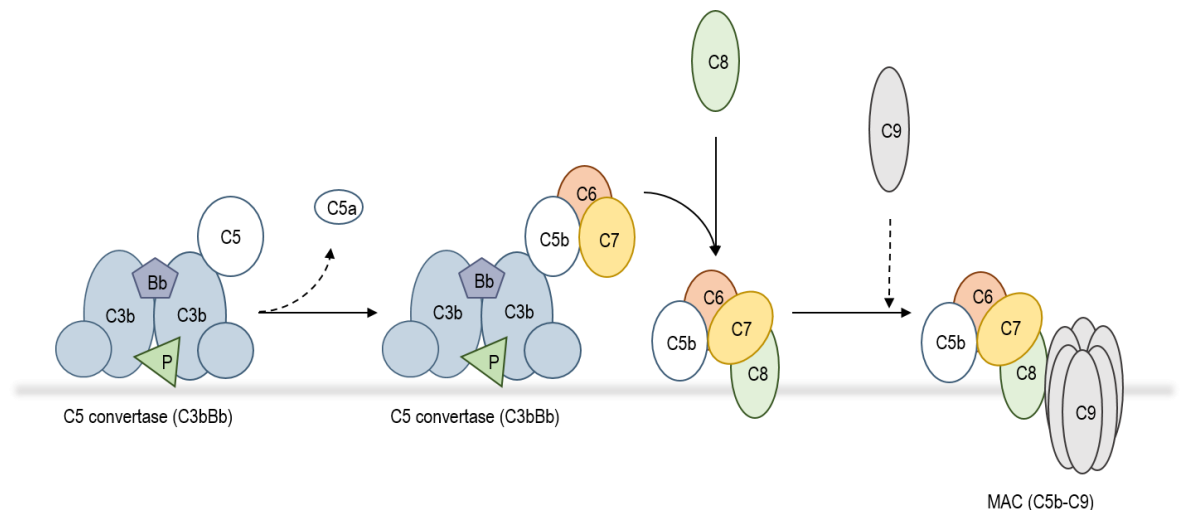 C8
C9
C5a
C6
C5
C5b
C7
Bb
C3b
C3b
P
Bb
C3b
C3b
P
C6
C7
C5b
C8
C6
C7
C5b
C8
C9
C5 convertase (C3bBb)
C5 convertase (C3bBb)
MAC (C5b-C9)